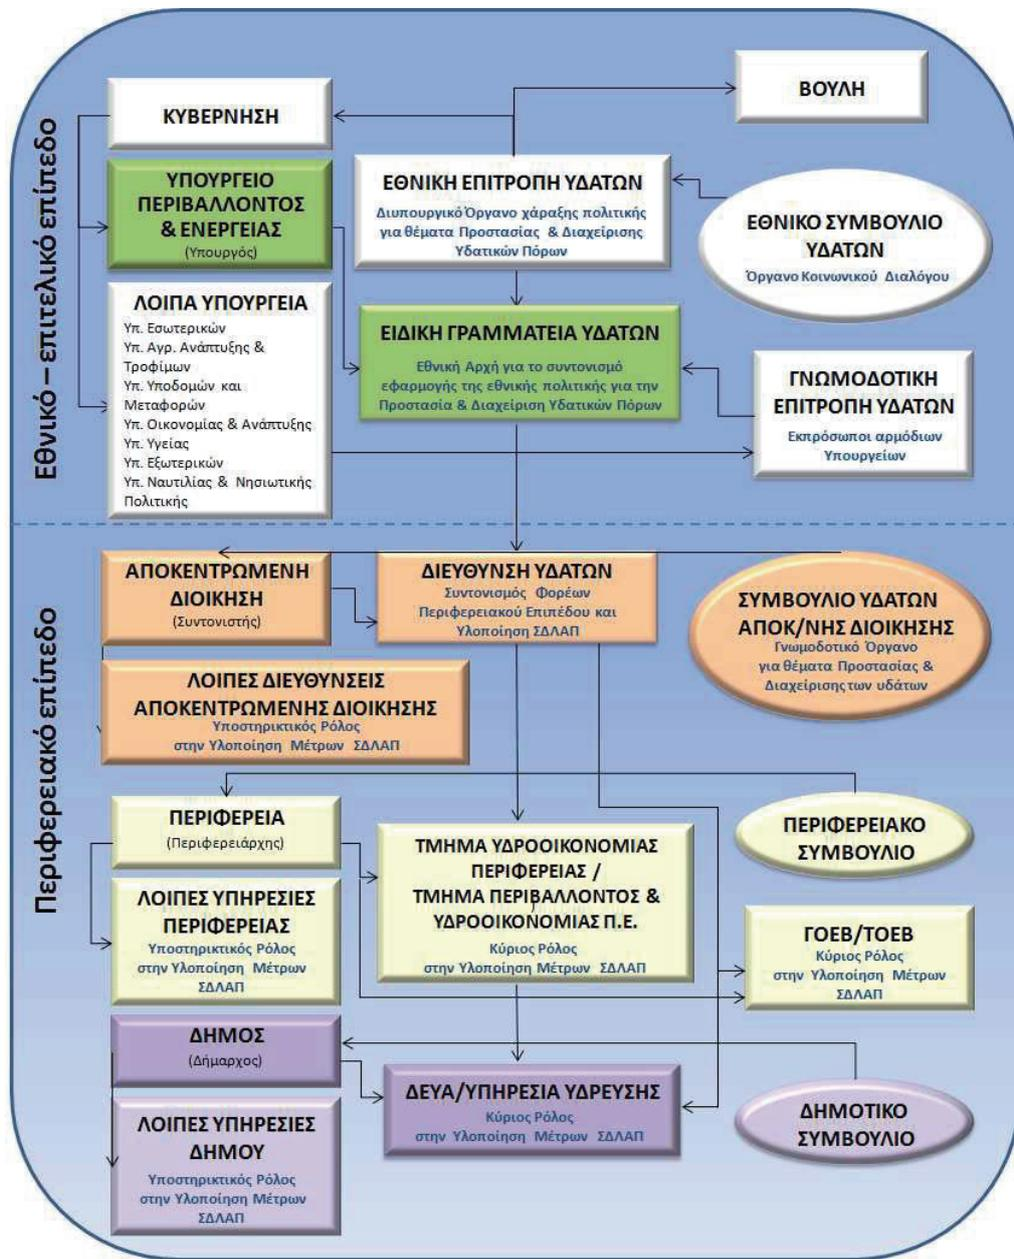 Εθνικό – επιτελικό επίπεδο
ΒΟΥΛΗ
ΚΥΒΕΡΝΗΣΗ
ΥΠΟΥΡΓΕΙΟ
ΠΕΡΙΒΑΛΛΟΝΤΟΣ
& ΕΝΕΡΓΕΙΑΣ
(Υπουργός)
ΕΘΝΙΚΗ ΕΠΙΤΡΟΠΗ ΥΔΑΤΩΝ
Διυπουργικό Όργανο χάραξης πολιτικής
για θέματα Προστασίας & Διαχείρισης
Υδατικών Πόρων
ΕΘΝΙΚΟ ΣΥΜΒΟΥΛΙΟ
ΥΔΑΤΩΝ
Όργανο Κοινωνικού Διαλόγου
ΛΟΙΠΑ ΥΠΟΥΡΓΕΙΑ
Υπ. Εσωτερικών
Υπ. Αγρ. Ανάπτυξης &
Τροφίμων
Υπ. Υποδομών και
Μεταφορών
Υπ. Οικονομίας & Ανάπτυξης
Υπ. Υγείας
Υπ. Εξωτερικών
Υπ. Ναυτιλίας & Νησιωτικής
Πολιτικής
ΕΙΔΙΚΗ ΓΡΑΜΜΑΤΕΙΑ ΥΔΑΤΩΝ
Εθνική Αρχή για το συντονισμό
εφαρμογής της εθνικής πολιτικής για την
Προστασία & Διαχείριση Υδατικών Πόρων
ΓΝΩΜΟΔΟΤΙΚΗ
ΕΠΙΤΡΟΠΗ ΥΔΑΤΩΝ
Εκπρόσωποι αρμόδιων
Υπουργείων
Περιφερειακό επίπεδο
ΑΠΟΚΕΝΤΡΩΜΕΝΗ
ΔΙΟΙΚΗΣΗ
(Συντονιστής)
ΔΙΕΥΘΥΝΣΗ ΥΔΑΤΩΝ
Συντονισμός Φορέων
Περιφερειακού Επιπέδου και
Υλοποίηση ΣΔΛΑΠ
ΣΥΜΒΟΥΛΙΟ ΥΔΑΤΩΝ
ΑΠΟΚ/ΝΗΣ ΔΙΟΙΚΗΣΗΣ
Γνωμοδοτικό Όργανο
για θέματα Προστασίας &
Διαχείρισης των υδάτων
ΛΟΙΠΕΣ ΔΙΕΥΘΥΝΣΕΙΣ
ΑΠΟΚΕΝΤΡΩΜΕΝΗΣ ΔΙΟΙΚΗΣΗΣ
Υποστηρικτικός Ρόλος
στην Υλοποίηση Μέτρων ΣΔΛΑΠ
ΠΕΡΙΦΕΡΕΙΑ
(Περιφερειάρχης)
ΤΜΗΜΑ ΥΔΡΟΟΙΚΟΝΟΜΙΑΣ
ΠΕΡΙΦΕΡΕΙΑΣ /
ΤΜΗΜΑ ΠΕΡΙΒΑΛΛΟΝΤΟΣ &
ΥΔΡΟΟΙΚΟΝΟΜΙΑΣ Π.Ε.
Κύριος Ρόλος
στην Υλοποίηση Μέτρων ΣΔΛΑΠ
ΠΕΡΙΦΕΡΕΙΑΚΟ
ΣΥΜΒΟΥΛΙΟ
ΛΟΙΠΕΣ ΥΠΗΡΕΣΙΕΣ
ΠΕΡΙΦΕΡΕΙΑΣ
Υποστηρικτικός Ρόλος
στην Υλοποίηση Μέτρων
ΣΔΛΑΠ
ΓΟΕΒ/ΤΟΕΒ
Κύριος Ρόλος
στην Υλοποίηση Μέτρων
ΣΔΛΑΠ
ΔΗΜΟΣ
(Δήμαρχος)
ΔΕΥΑ/ΥΠΗΡΕΣΙΑ ΥΔΡΕΥΣΗΣ
Κύριος Ρόλος
στην Υλοποίηση Μέτρων ΣΔΛΑΠ
ΔΗΜΟΤΙΚΟ
ΣΥΜΒΟΥΛΙΟ
ΛΟΙΠΕΣ ΥΠΗΡΕΣΙΕΣ
ΔΗΜΟΥ
Υποστηρικτικός Ρόλος
στην Υλοποίηση Μέτρων
ΣΔΛΑΠ